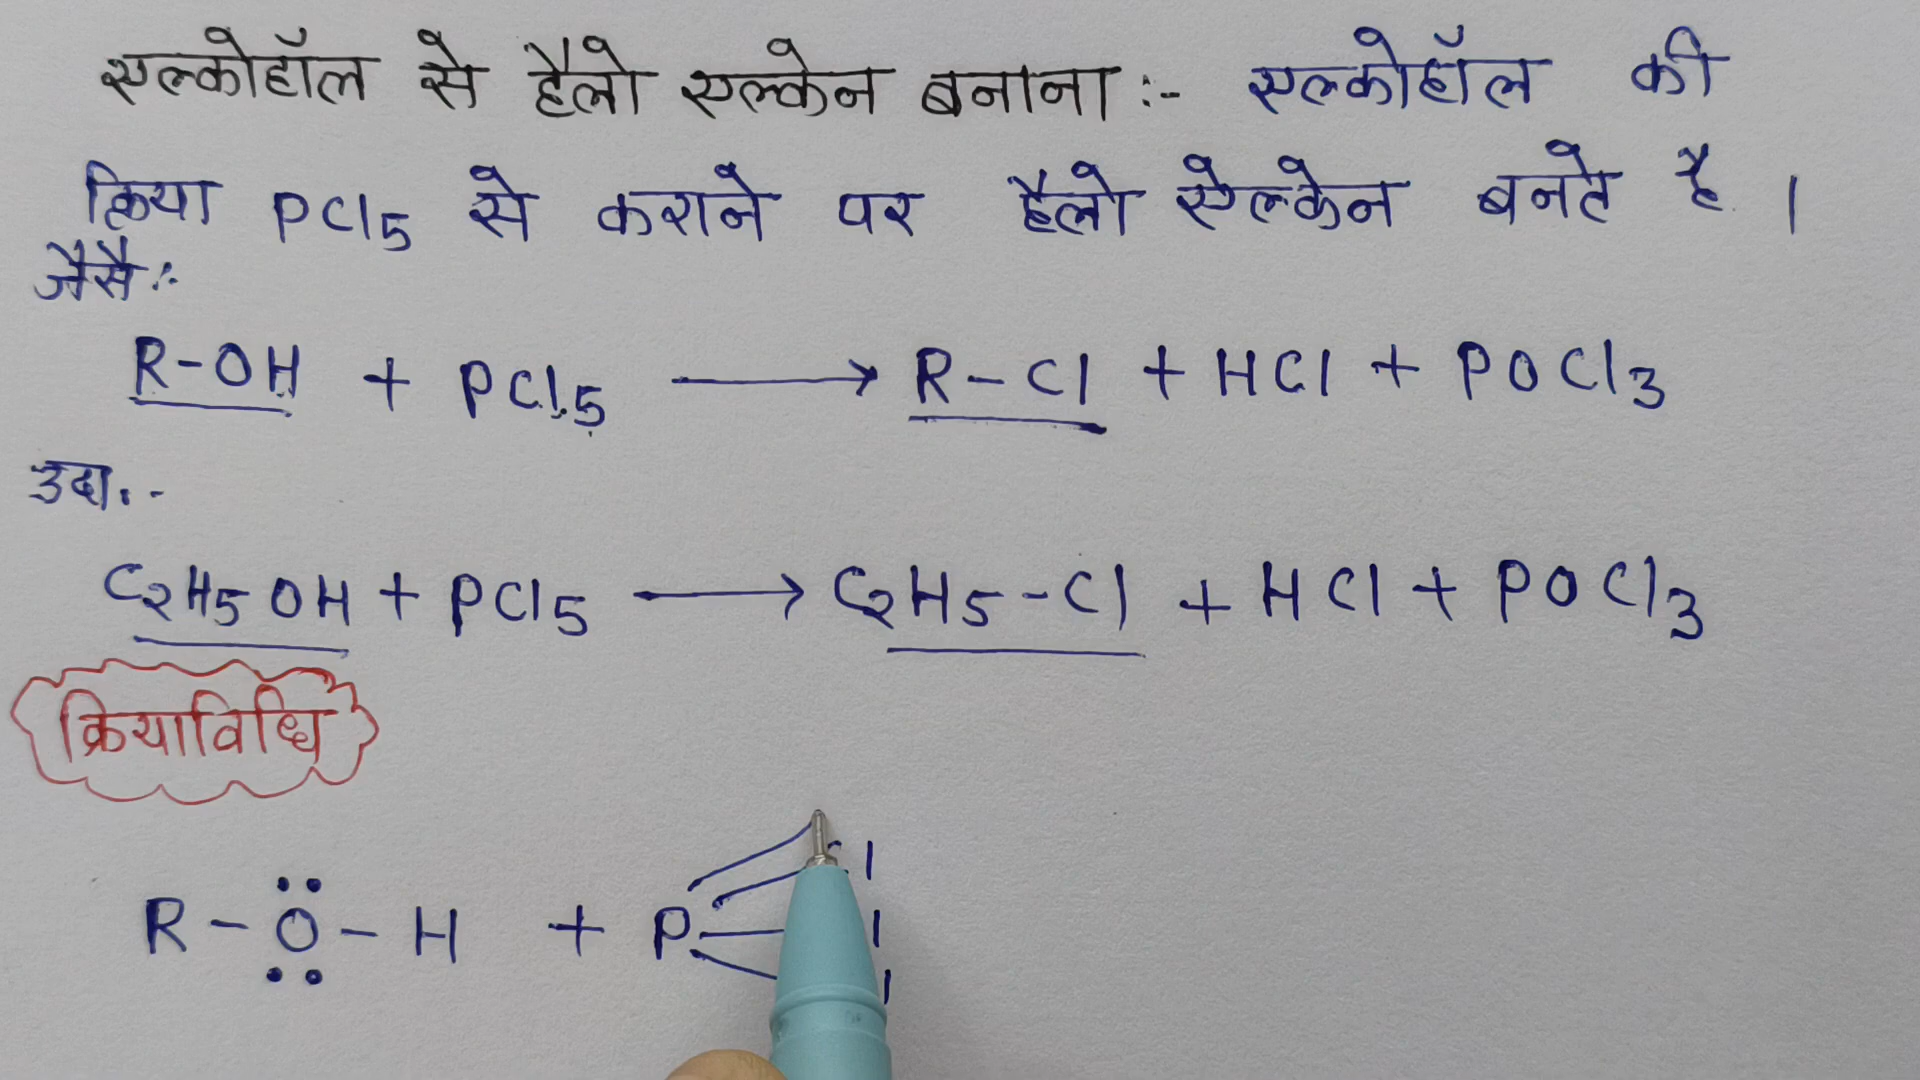 एल्कोहॉल से हैलो एल्केन बनाना :- एल्कोहॉल की
क्रिया PCl5 से कराने पर हैलो ऐल्केन बनते है ।
जैसै :-
R-OH + PCl5 ⟶ R-Cl + HCl + POCl3
उदा. -
C2H5OH + PCl5 ⟶ C2H5-Cl + HCl + POCl3
क्रियाविधि
R - O - H + P